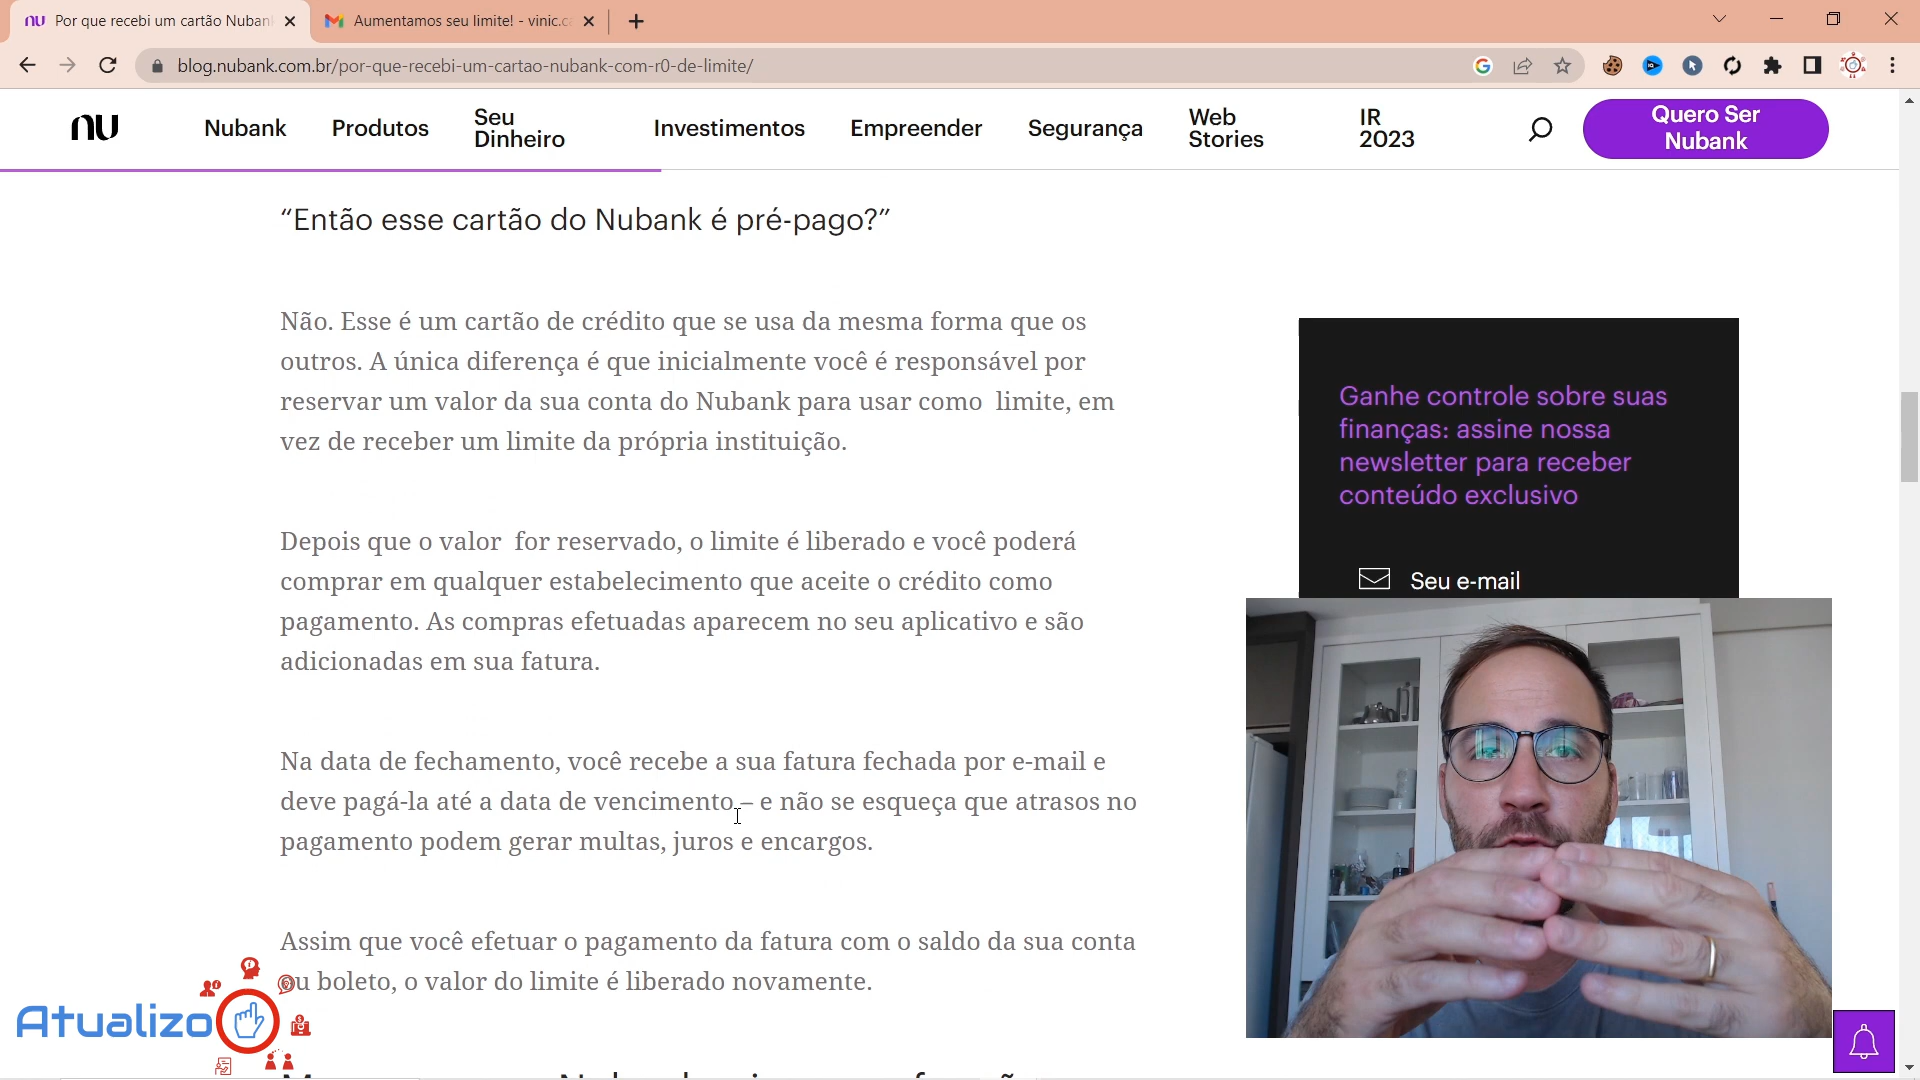 Por que recebi um cartão Nuban
Aumentamos seu limite! - vinic.c
blog.nubank.com.br/por-que-recebi-um-cartao-nubank-com-r0-de-limite/
nu
Nubank
Produtos
Seu
Dinheiro
Investimentos
Empreender
Segurança
Web
Stories
IR
2023
Quero Ser
Nubank
“Então esse cartão do Nubank é pré-pago?”
Não. Esse é um cartão de crédito que se usa da mesma forma que os
outros. A única diferença é que inicialmente você é responsável por
reservar um valor da sua conta do Nubank para usar como limite, em
vez de receber um limite da própria instituição.
Depois que o valor for reservado, o limite é liberado e você poderá
comprar em qualquer estabelecimento que aceite o crédito como
pagamento. As compras efetuadas aparecem no seu aplicativo e são
adicionadas em sua fatura.
Na data de fechamento, você recebe a sua fatura fechada por e-mail e
deve pagá-la até a data de vencimento – e não se esqueça que atrasos no
pagamento podem gerar multas, juros e encargos.
Assim que você efetuar o pagamento da fatura com o saldo da sua conta
ou boleto, o valor do limite é liberado novamente.
Ganhe controle sobre suas
finanças: assine nossa
newsletter para receber
conteúdo exclusivo
Seu e-mail
Atualizo